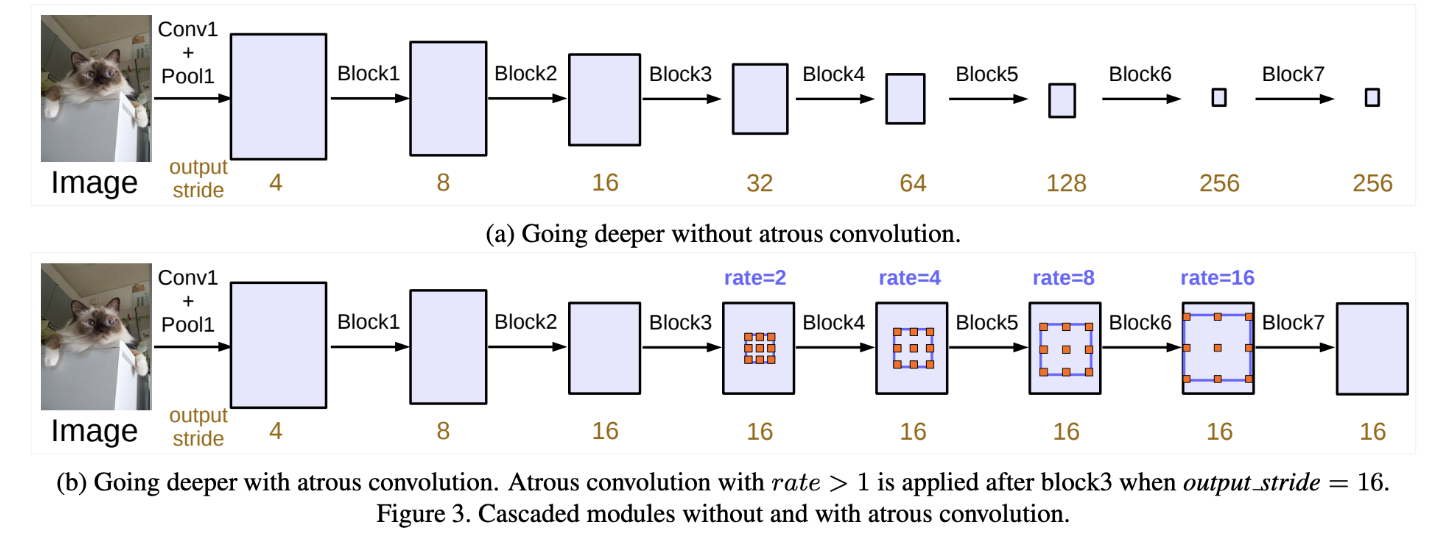 Conv1
+
Pool1
Block1
Block2
Block3
Block4
Block5
Block6
Block7
Image
output
stride
4
8
16
32
64
128
256
256
(a) Going deeper without atrous convolution.
Conv1
+
Pool1
Block1
Block2
Block3
rate=2
Block4
rate=4
Block5
rate=8
Block6
rate=16
Block7
Image
output
stride
4
8
16
16
16
16
16
16
(b) Going deeper with atrous convolution. Atrous convolution with rate > 1 is applied after block3 when output_stride = 16.
Figure 3. Cascaded modules without and with atrous convolution.